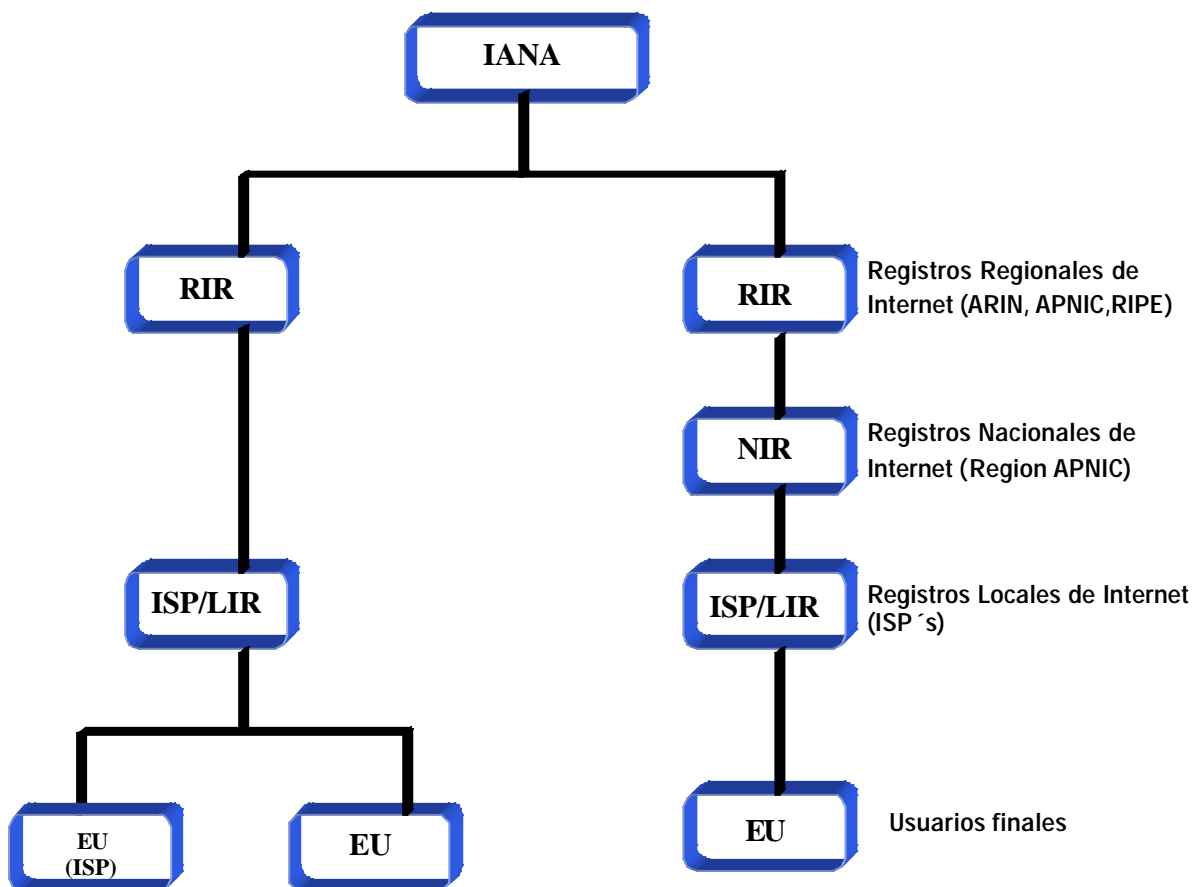 IANA
RIR
RIR
Registros Regionales de
Internet (ARIN, APNIC,RIPE)
NIR
Registros Nacionales de
Internet (Region APNIC)
ISP/LIR
ISP/LIR
Registros Locales de Internet
(ISP´s)
EU
(ISP)
EU
EU
Usuarios finales